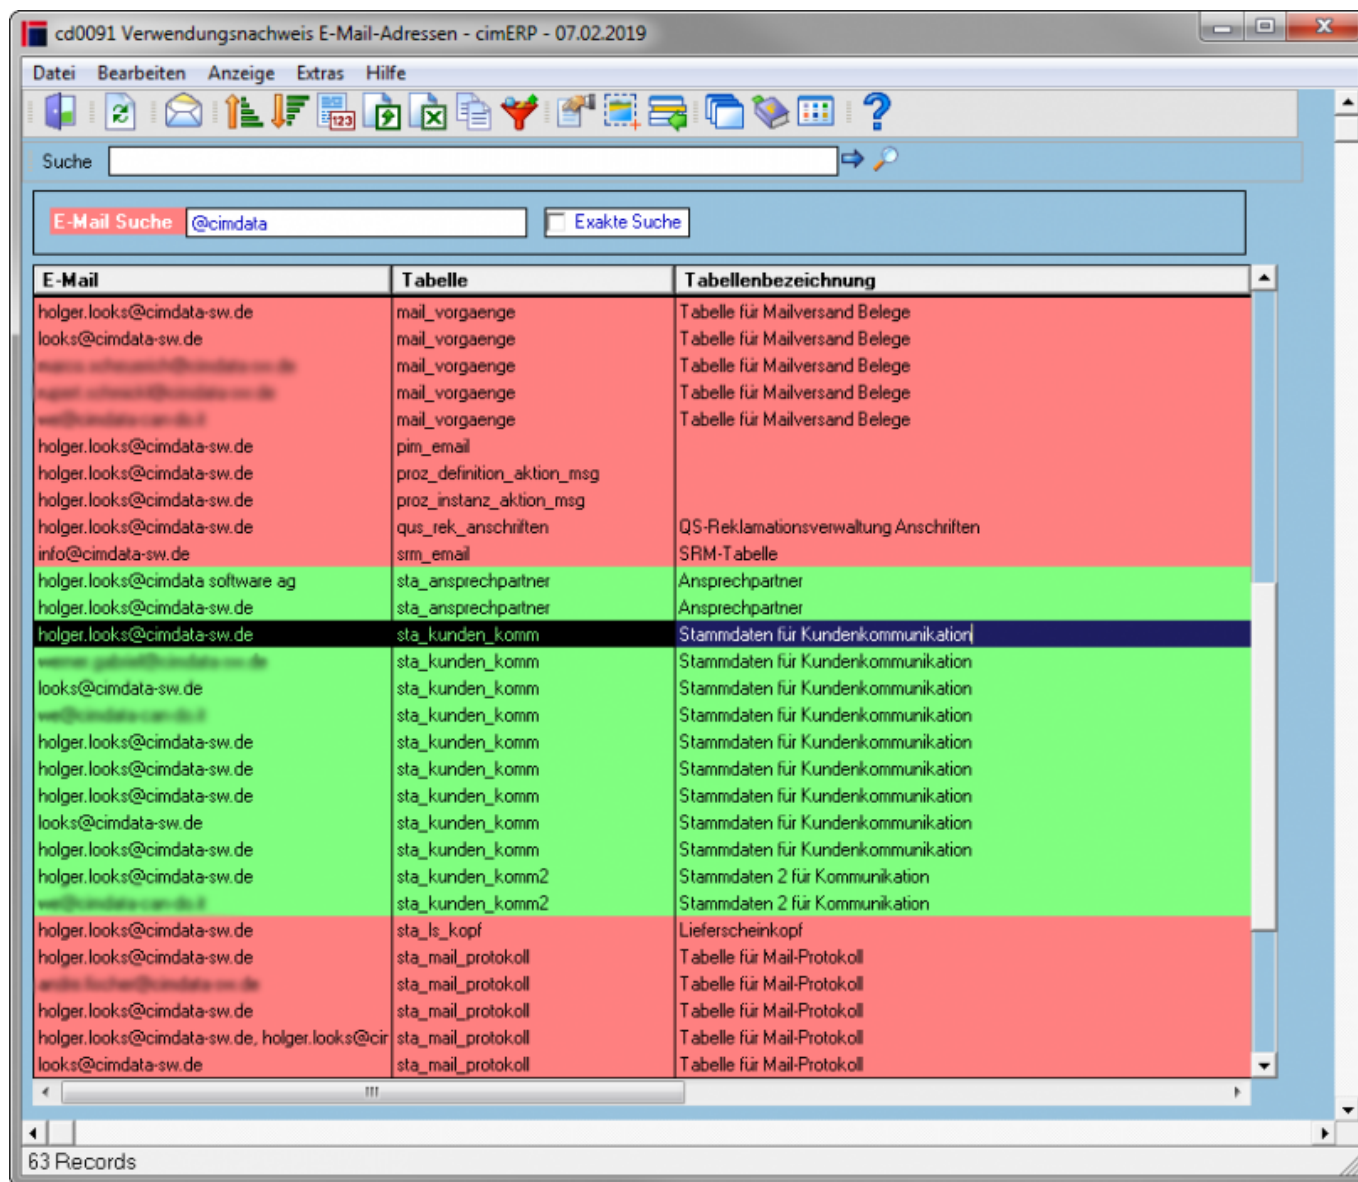 cd0091 Verwendungsnachweis E-Mail-Adressen - cimERP - 07.02.2019
Datei Bearbeiten Anzeige Extras Hilfe
123
Suche
E-Mail Suche @cimdata Exakte Suche
E-Mail Tabelle Tabellenbezeichnung
holger.looks@cimdata-sw.de mail_vorgaenge Tabelle für Mailversand Belege
looks@cimdata-sw.de mail_vorgaenge Tabelle für Mailversand Belege
mail_vorgaenge Tabelle für Mailversand Belege
mail_vorgaenge Tabelle für Mailversand Belege
mail_vorgaenge Tabelle für Mailversand Belege
holger.looks@cimdata-sw.de pim_email
holger.looks@cimdata-sw.de proz_definition_aktion_msg
holger.looks@cimdata-sw.de proz_instanz_aktion_msg
holger.looks@cimdata-sw.de qus_rek_anschriften QS-Reklamationsverwaltung Anschriften
info@cimdata-sw.de srm_email SRM-Tabelle
holger.looks@cimdata software ag sta_ansprechpartner Ansprechpartner
holger.looks@cimdata-sw.de sta_ansprechpartner Ansprechpartner
holger.looks@cimdata-sw.de sta_kunden_komm Stammdaten für Kundenkommunikation
sta_kunden_komm Stammdaten für Kundenkommunikation
looks@cimdata-sw.de sta_kunden_komm Stammdaten für Kundenkommunikation
sta_kunden_komm Stammdaten für Kundenkommunikation
holger.looks@cimdata-sw.de sta_kunden_komm Stammdaten für Kundenkommunikation
holger.looks@cimdata-sw.de sta_kunden_komm Stammdaten für Kundenkommunikation
holger.looks@cimdata-sw.de sta_kunden_komm Stammdaten für Kundenkommunikation
looks@cimdata-sw.de sta_kunden_komm Stammdaten für Kundenkommunikation
holger.looks@cimdata-sw.de sta_kunden_komm Stammdaten für Kundenkommunikation
holger.looks@cimdata-sw.de sta_kunden_komm2 Stammdaten 2 für Kommunikation
sta_kunden_komm2 Stammdaten 2 für Kommunikation
holger.looks@cimdata-sw.de sta_ls_kopf Lieferscheinkopf
holger.looks@cimdata-sw.de sta_mail_protokoll Tabelle für Mail-Protokoll
sta_mail_protokoll Tabelle für Mail-Protokoll
holger.looks@cimdata-sw.de sta_mail_protokoll Tabelle für Mail-Protokoll
holger.looks@cimdata-sw.de, holger.looks@cir sta_mail_protokoll Tabelle für Mail-Protokoll
looks@cimdata-sw.de sta_mail_protokoll Tabelle für Mail-Protokoll
63 Records